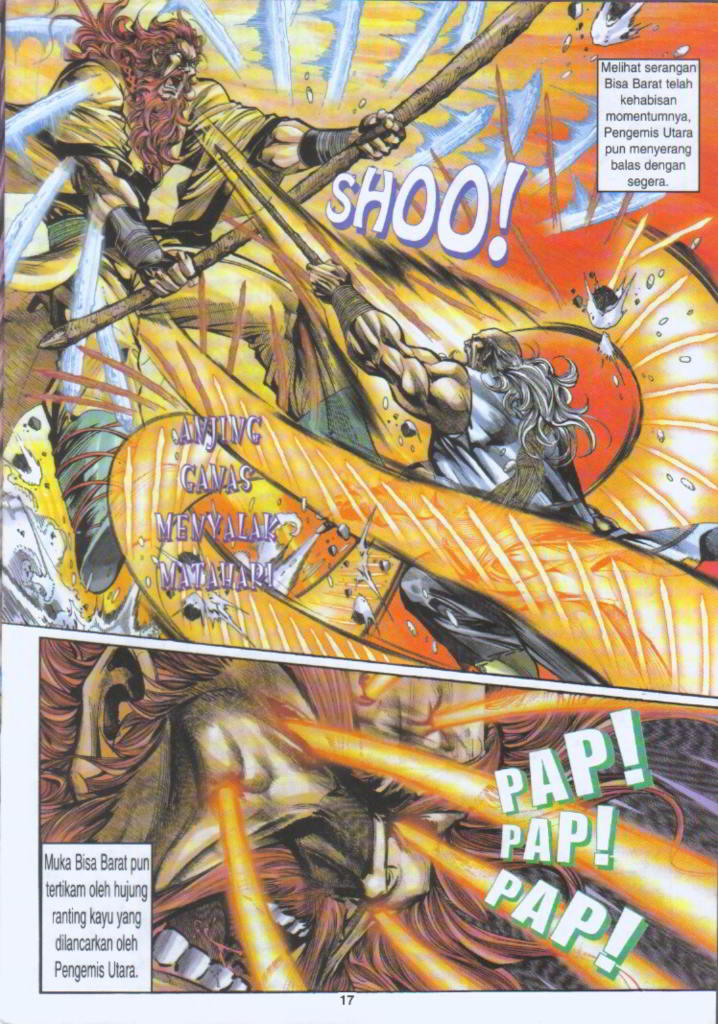 Melihat serangan
Bisa Barat telah
kehabisan
momentumnya,
Pengemis Utara
pun menyerang
balas dengan
segera.
SHOO!
ANJING
GANAS
MENYALAK
MATAHARI
PAP!
PAP!
PAP!
Muka Bisa Barat pun
tertikam oleh hujung
ranting kayu yang
dilancarkan oleh
Pengemis Utara.
17